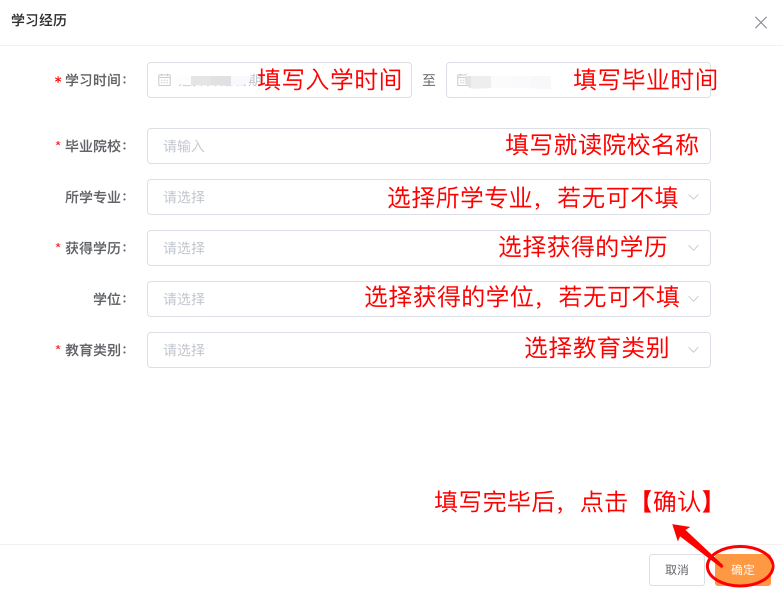 学习经历
* 学习时间： 填写入学时间 至 填写毕业时间
* 毕业院校： 请输入 填写就读院校名称
所学专业： 请选择 选择所学专业，若无可不填
* 获得学历： 请选择 选择获得的学历
学位： 请选择 选择获得的学位，若无可不填
* 教育类别： 请选择 选择教育类别
填写完毕后，点击【确认】
取消 确定